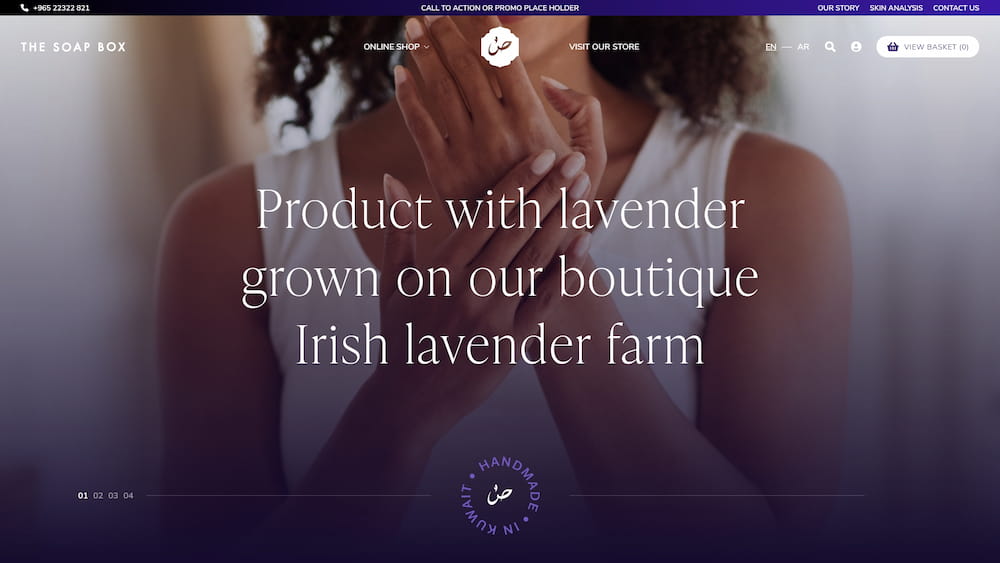 +965 22322 821
CALL TO ACTION OR PROMO PLACE HOLDER
OUR STORY SKIN ANALYSIS CONTACT US
THE SOAP BOX
ONLINE SHOP
ص
VISIT OUR STORE
EN — AR
VIEW BASKET (0)
Product with lavender
grown on our boutique
Irish lavender farm
01 02 03 04
HANDMADE • IN KUWAIT •
ص